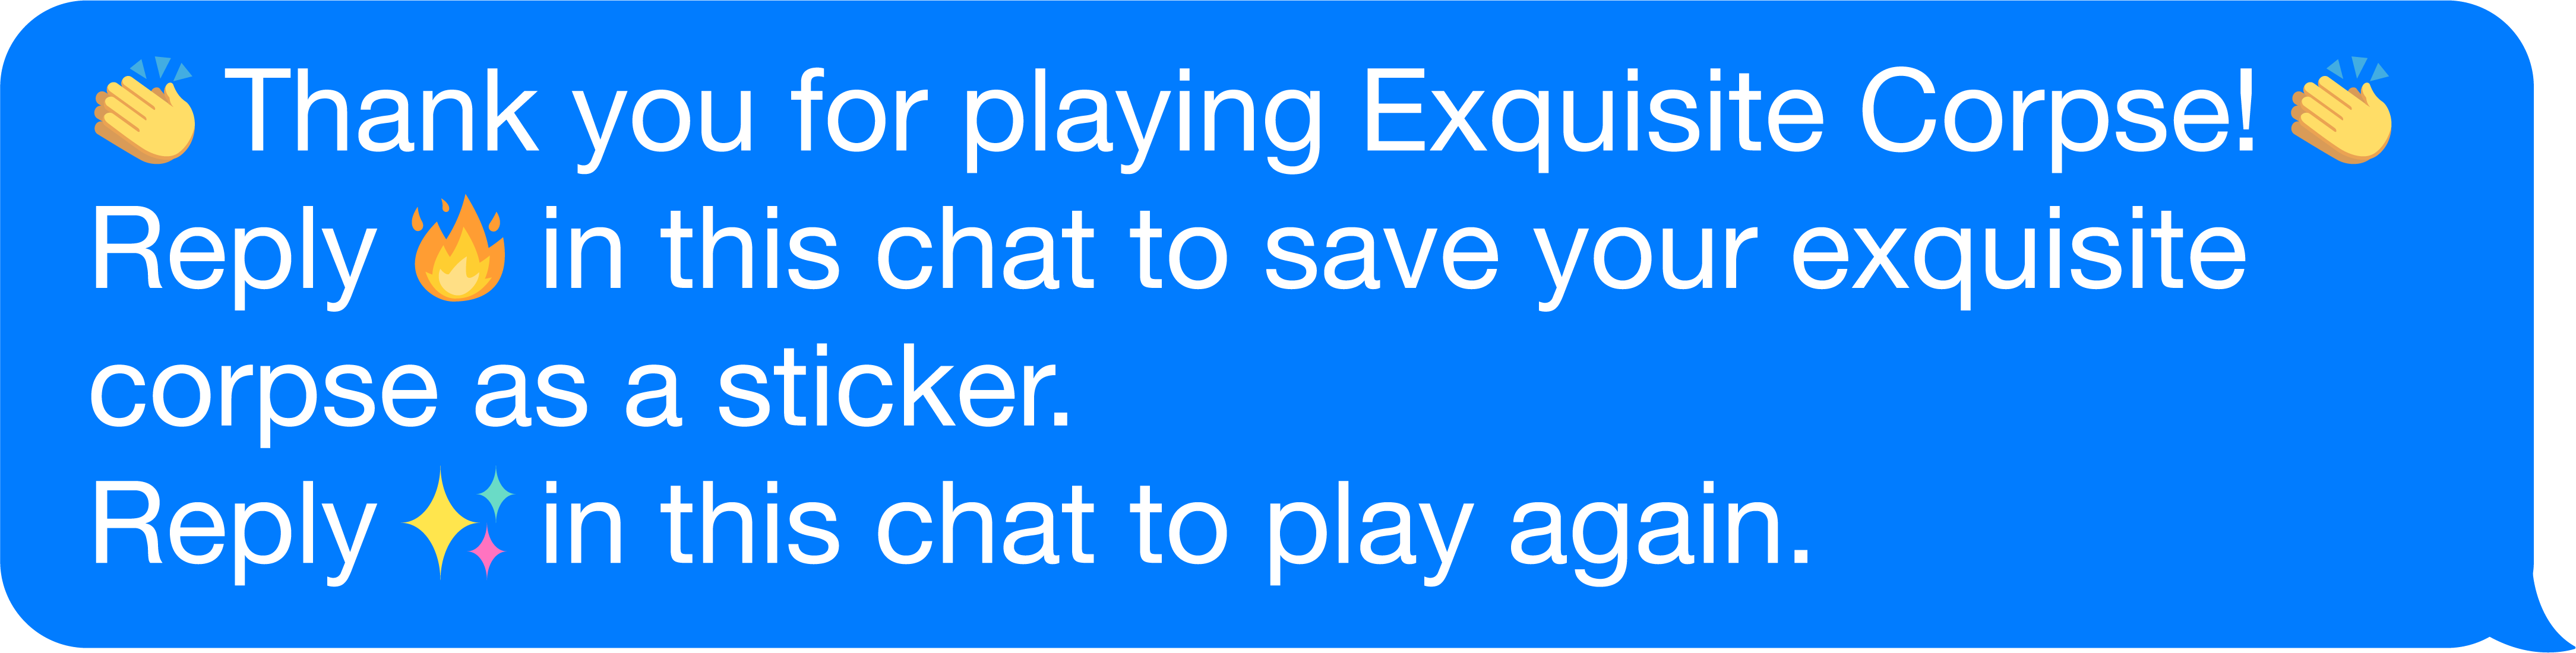 👏 Thank you for playing Exquisite Corpse! 👏
Reply 🔥 in this chat to save your exquisite
corpse as a sticker.
Reply ✨ in this chat to play again.